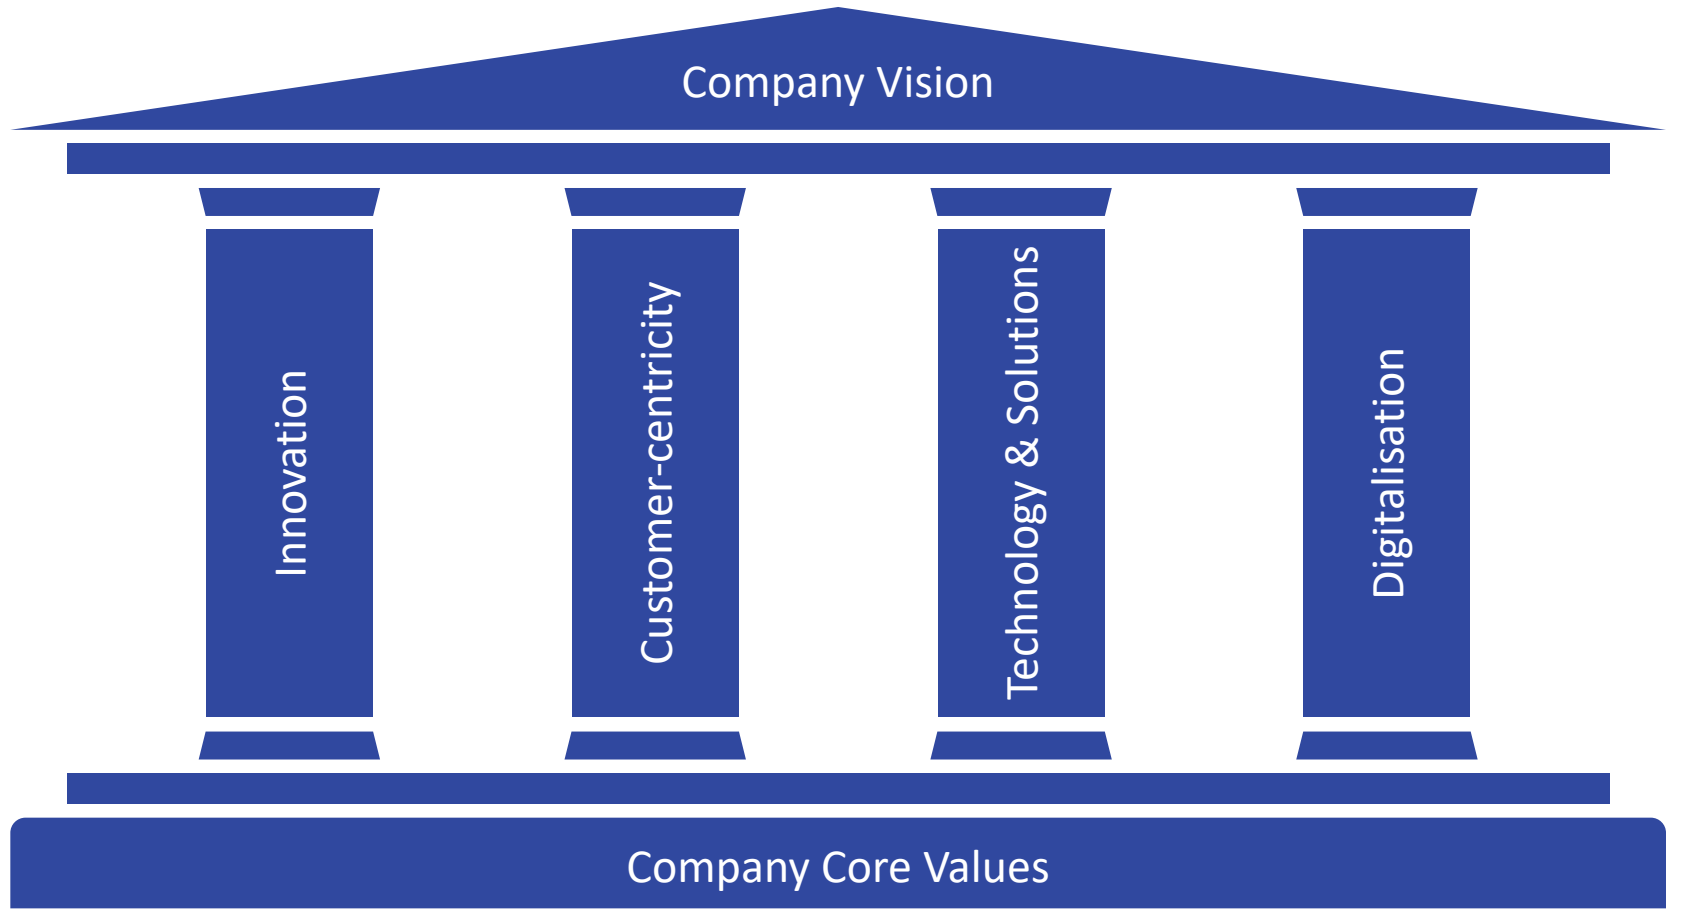 Company Vision
Innovation
Customer-centricity
Technology & Solutions
Digitalisation
Company Core Values